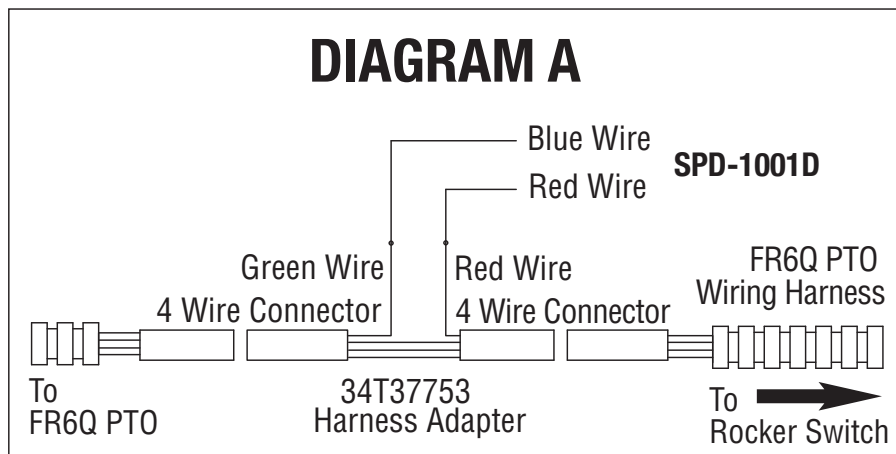 DIAGRAM A
Blue Wire
SPD-1001D
Red Wire
Green Wire
Red Wire
FR6Q PTO
Wiring Harness
4 Wire Connector
4 Wire Connector
To
FR6Q PTO
34T37753
Harness Adapter
To
Rocker Switch